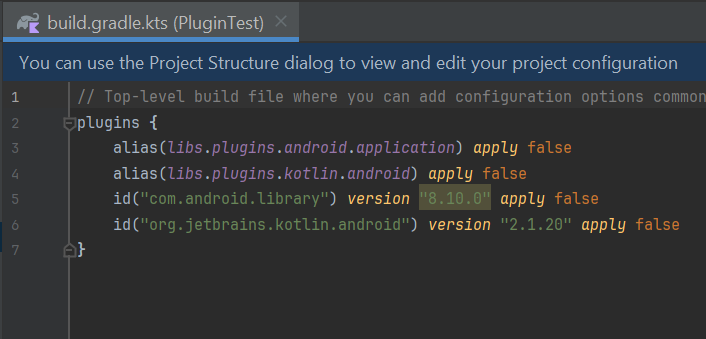 build.gradle.kts (PluginTest)
You can use the Project Structure dialog to view and edit your project configuration
1 // Top-level build file where you can add configuration options common
2 plugins {
3 alias(libs.plugins.android.application) apply false
4 alias(libs.plugins.kotlin.android) apply false
5 id("com.android.library") version "8.10.0" apply false
6 id("org.jetbrains.kotlin.android") version "2.1.20" apply false
7 }